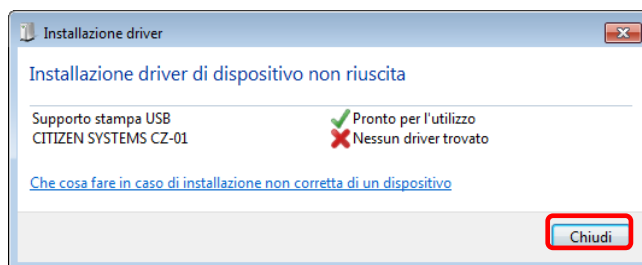 Installazione driver
Installazione driver di dispositivo non riuscita
Supporto stampa USB Pronto per l'utilizzo
CITIZEN SYSTEMS CZ-01 Nessun driver trovato
Che cosa fare in caso di installazione non corretta di un dispositivo
Chiudi